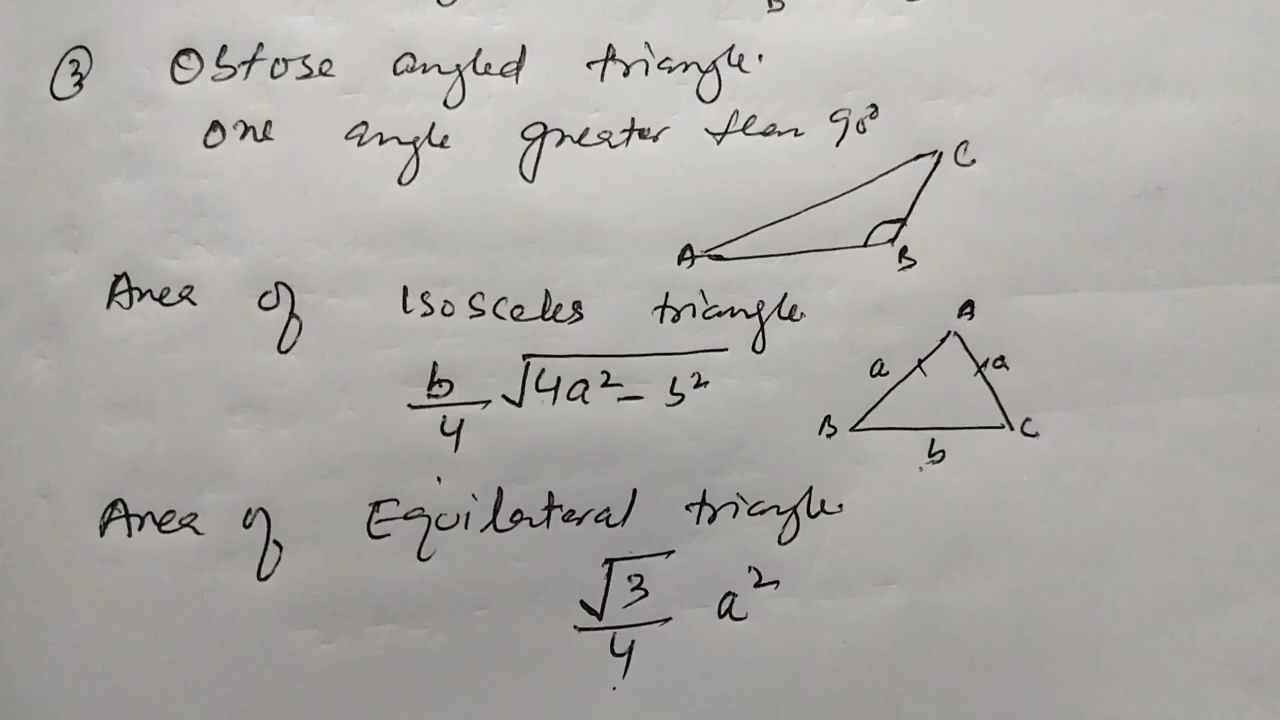 B
③ Obtose angled triangle.
one angle greater then 90°
C
A
B
Area of Isosceles triangle.
A
b/4 √4a² - b²
a
a
B
C
b
Area of Equilateral triangle.
√3/4 a²